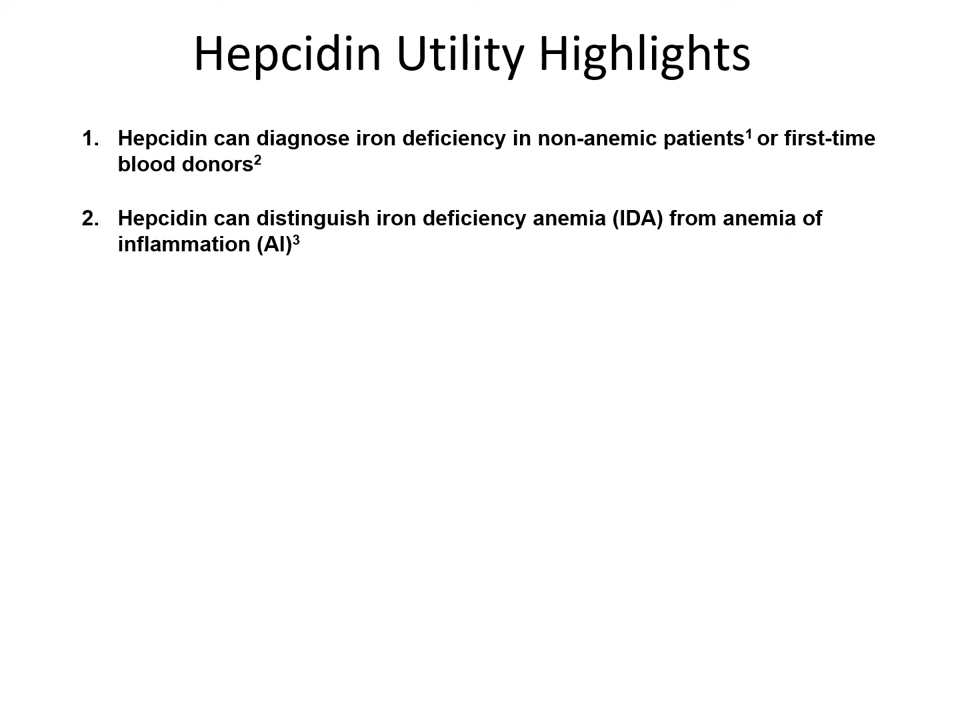 Hepcidin Utility Highlights
1. Hepcidin can diagnose iron deficiency in non-anemic patients¹ or first-time
blood donors²
2. Hepcidin can distinguish iron deficiency anemia (IDA) from anemia of
inflammation (AI)³